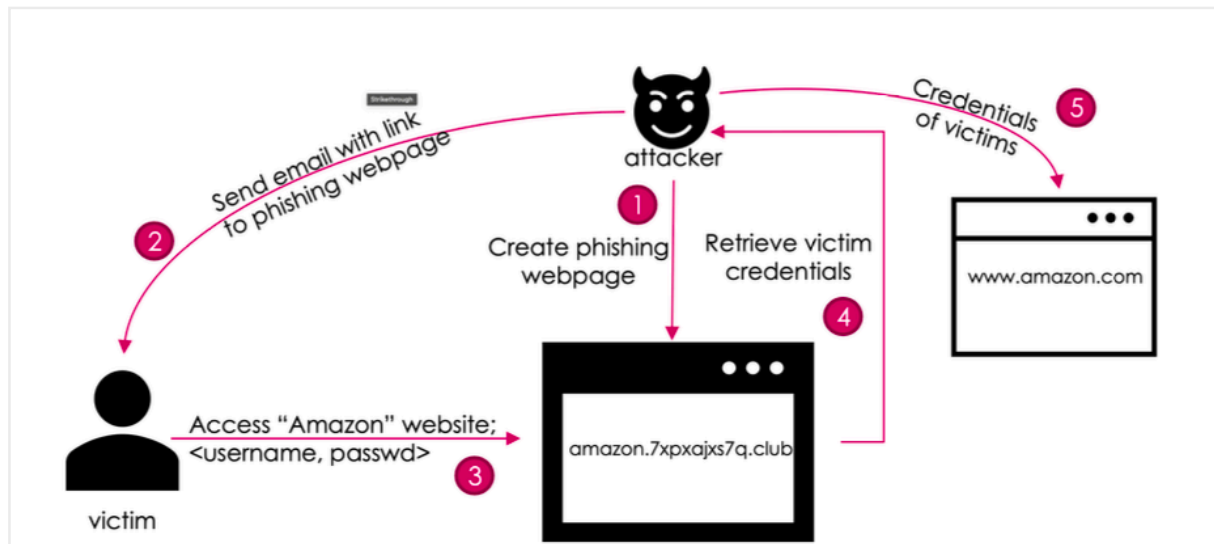 Strikethrough
Send email with link
to phishing webpage
2
attacker
Credentials
of victims
5
1
Create phishing
webpage
Retrieve victim
credentials
4
www.amazon.com
Access “Amazon” website;
<username, passwd>
3
amazon.7xpxajxs7q.club
victim